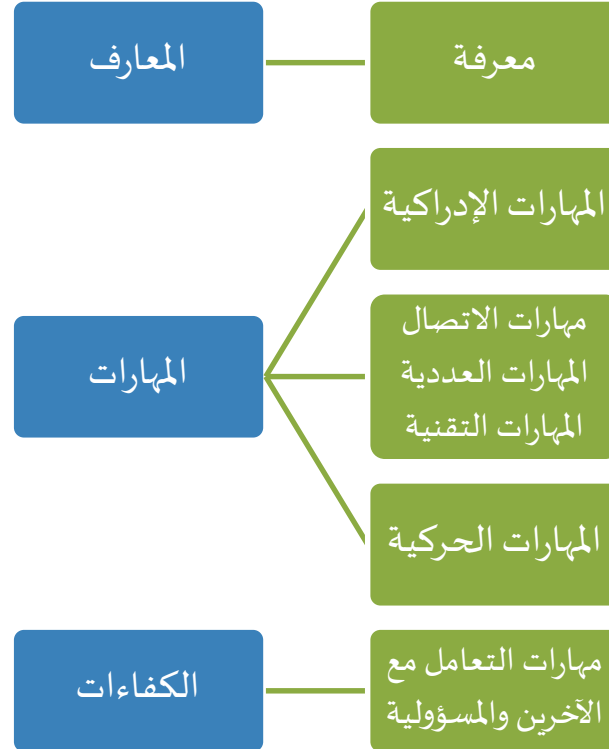 المعارف
معرفة
المهارات
المهارات الإدراكية
مهارات الاتصال
المهارات العددية
المهارات التقنية
المهارات الحركية
الكفاءات
مهارات التعامل مع
الآخرين والمسؤولية